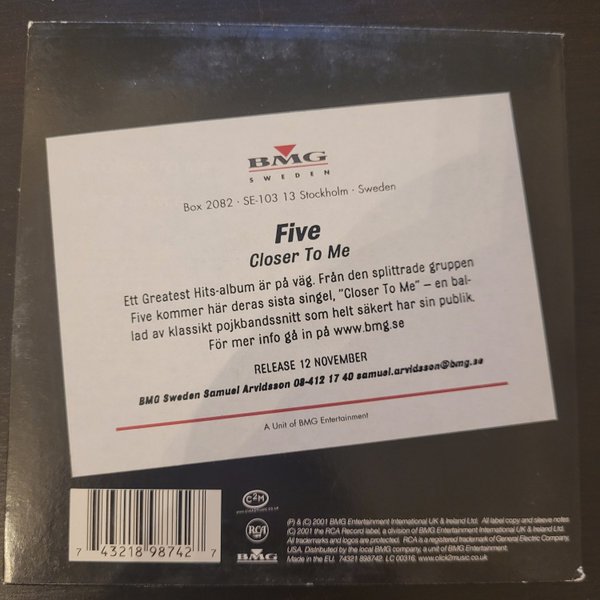 BMG
SWEDEN
Box 2082 · SE-103 13 Stockholm · Sweden
Five
Closer To Me
Ett Greatest Hits-album är på väg. Från den splittrade gruppen
Five kommer här deras sista singel, "Closer To Me" – en bal-
lad av klassikt pojkbandssnitt som helt säkert har sin publik.
För mer info gå in på www.bmg.se
RELEASE 12 NOVEMBER
BMG Sweden Samuel Arvidsson 08-412 17 40 samuel.arvidsson@bmg.se
A Unit of BMG Entertainment
7 43218 98742 7
C2M
RCA
BMG
(P) & (C) 2001 BMG Entertainment International UK & Ireland Ltd. All label copy and sleeve notes
(C) 2001 the RCA Record label, a division of BMG Entertainment International UK & Ireland Ltd.
All trademarks and logos are protected. RCA is a registered trademark of General Electric Company,
USA. Distributed by the local BMG company, a unit of BMG Entertainment.
Made in the EU. 74321 898742. LC 00316. www.click2music.co.uk